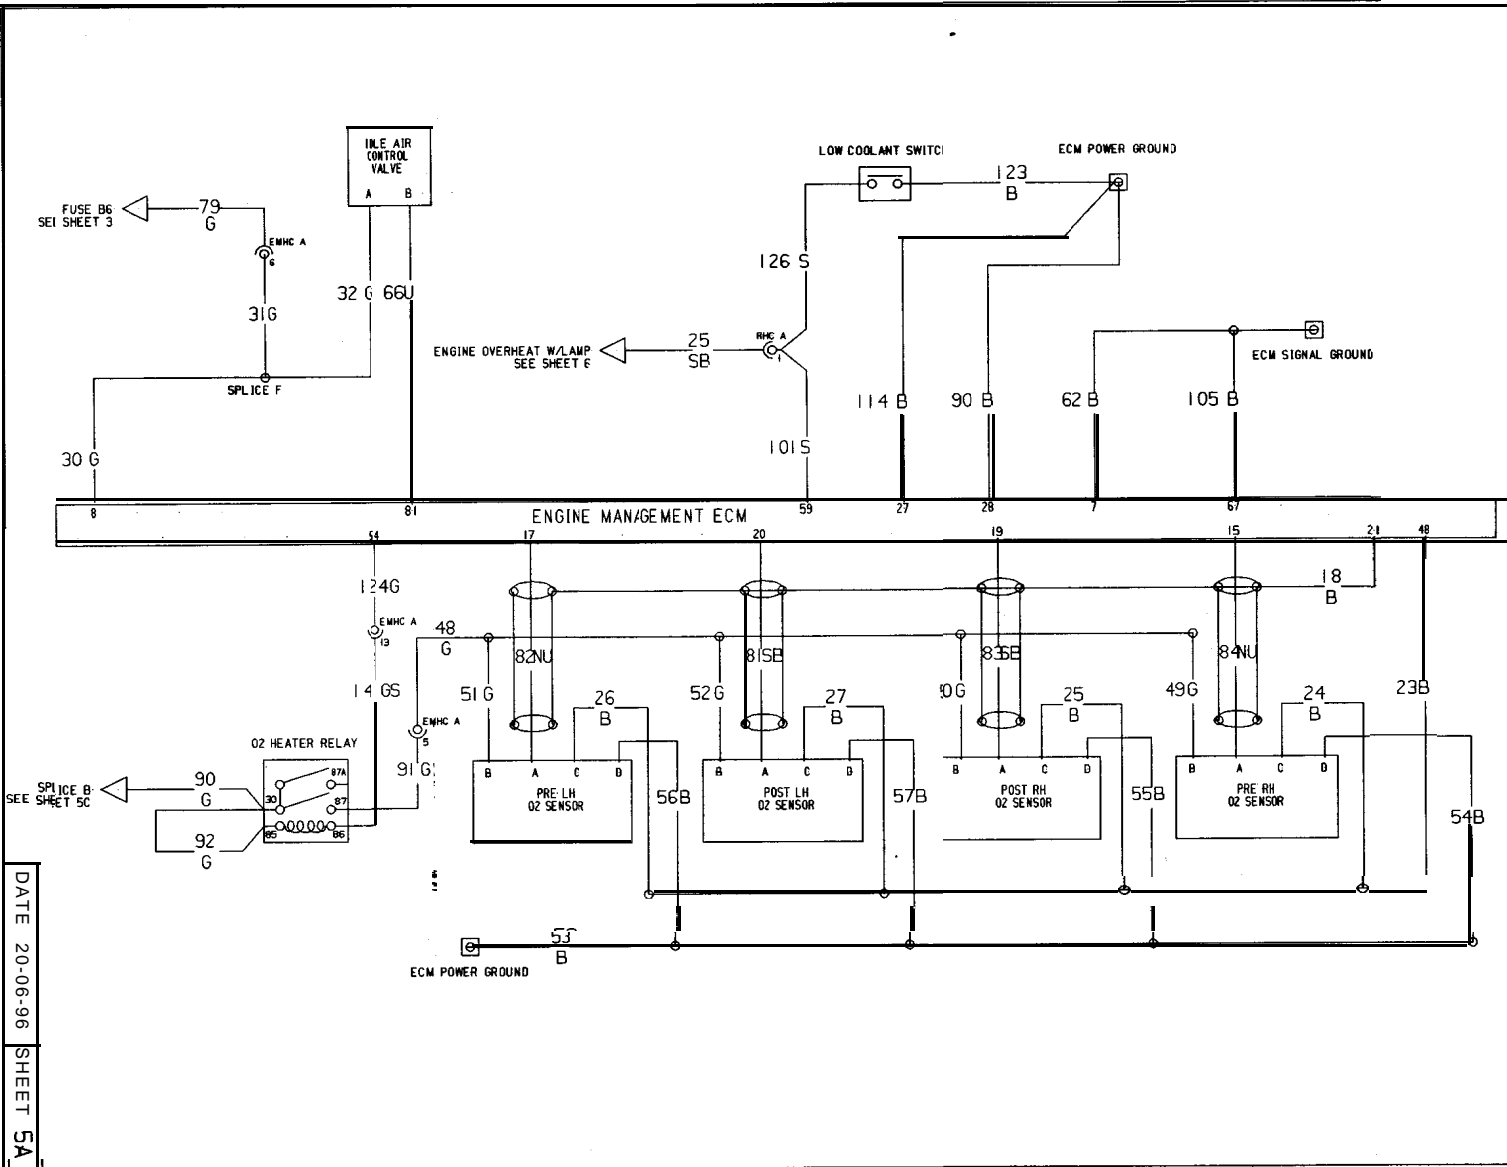 IDLE AIR
CONTROL
VALVE
A B
FUSE B6
SHEET 3
79
G
EMHC A
6
31G
32 G 66U
SPLICE F
30 G
LOW COOLANT
123
B
ECM POWER GROUND
126 S
RHC A
1
ENGINE OVERHEAT W/LAMP
SEE SHEET
25
SB
ECM SIGNAL GROUND
114 B
90 B
62 B
105 B
101S
8
81
59
27
28
7
67
ENGINE MANAGEMENT ECM
54
17
20
19
15
21
48
124G
18
B
EMHC A
13
48
G
82NU
81SB
83SB
84NU
14 GS
51G
26
B
52G
27
B
25
B
49G
24
B
23B
EMHC A
5
O2 HEATER RELAY
91G
87A
30
87
85
86
SPLICE B
SEE SHEET 5C
90
G
92
G
B A C D
PRE LH
O2 SENSOR
56B
B A C D
POST LH
O2 SENSOR
57B
B A C D
POST RH
O2 SENSOR
55B
B A C D
PRE RH
O2 SENSOR
54B
53
B
ECM POWER GROUND
DATE 20-06-96
SHEET 5A